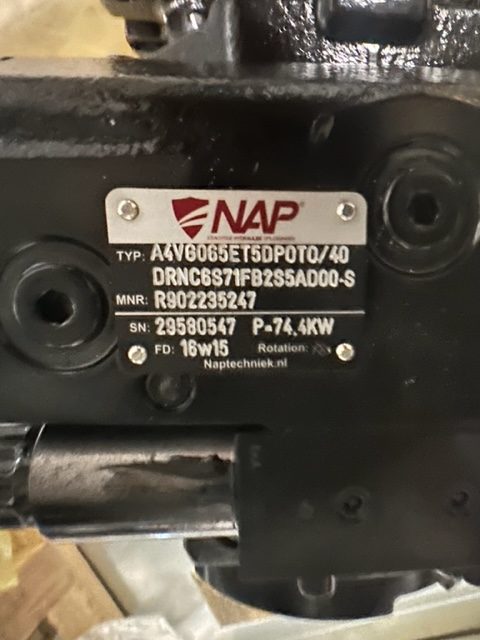 NAP
TYP: A4VG065ET5DP0T0/40
DRNC6S71FB2S5AD00-S
MNR: R902235247
SN: 29580547 P=74,4KW
FD: 16w15 Rotation:
Naptechniek.nl